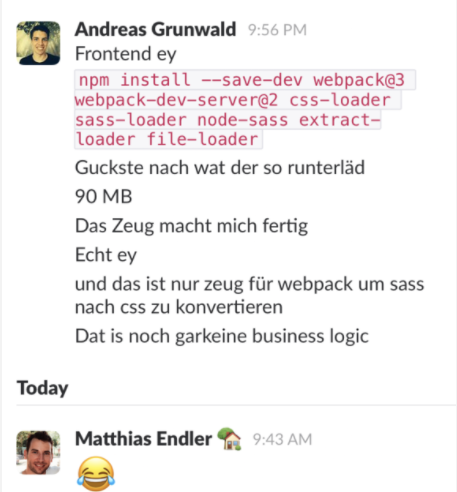 Andreas Grunwald 9:56 PM
Frontend ey
npm install --save-dev webpack@3
webpack-dev-server@2 css-loader
sass-loader node-sass extract-
loader file-loader
Guckste nach wat der so runterläd
90 MB
Das Zeug macht mich fertig
Echt ey
und das ist nur zeug für webpack um sass
nach css zu konvertieren
Dat is noch garkeine business logic
Today
Matthias Endler 🏡 9:43 AM
😂